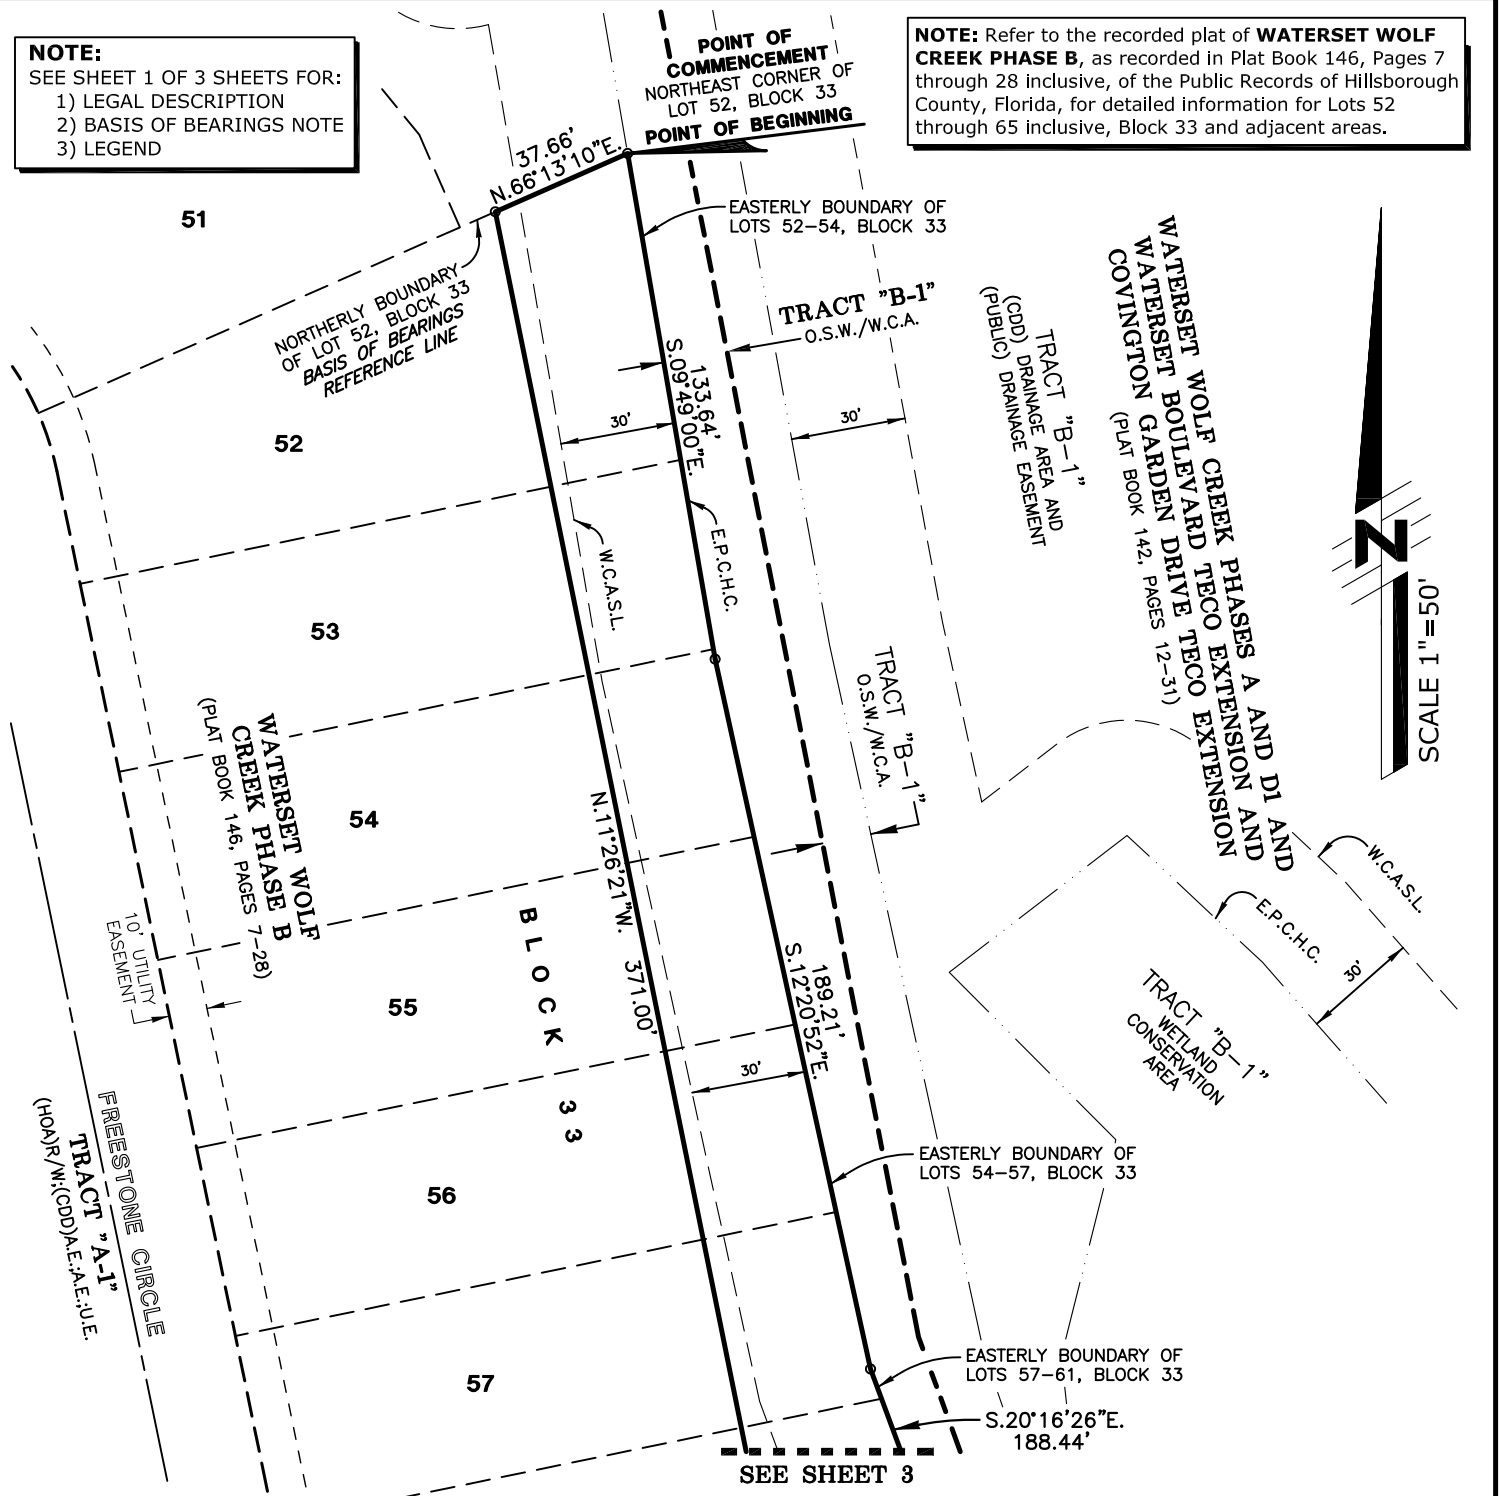 NOTE:
SEE SHEET 1 OF 3 SHEETS FOR:
1) LEGAL DESCRIPTION
2) BASIS OF BEARINGS NOTE
3) LEGEND
POINT OF
COMMENCEMENT
NORTHEAST CORNER OF
LOT 52, BLOCK 33
POINT OF BEGINNING
NOTE: Refer to the recorded plat of WATERSET WOLF
CREEK PHASE B, as recorded in Plat Book 146, Pages 7
through 28 inclusive, of the Public Records of Hillsborough
County, Florida, for detailed information for Lots 52
through 65 inclusive, Block 33 and adjacent areas.
37.66'
N.66°13'10"E.
51
EASTERLY BOUNDARY OF
LOTS 52-54, BLOCK 33
NORTHERLY BOUNDARY
OF LOT 52, BLOCK 33
BASIS OF BEARINGS
REFERENCE LINE
TRACT "B-1"
O.S.W./W.C.A.
TRACT "B-1"
(CDD) DRAINAGE AREA AND
(PUBLIC) DRAINAGE EASEMENT
WATERSET WOLF CREEK PHASES A AND D1 AND
WATERSET BOULEVARD TECO EXTENSION AND
COVINGTON GARDEN DRIVE TECO EXTENSION
(PLAT BOOK 142, PAGES 12-31)
N
SCALE 1"=50'
133.64'
S.09°49'00"E.
30'
30'
52
W.C.A.S.L.
E.P.C.H.C.
53
TRACT "B-1"
O.S.W./W.C.A.
WATERSET WOLF
CREEK PHASE B
(PLAT BOOK 146, PAGES 7-28)
54
N.11°26'21"W. 371.00'
W.C.A.S.L.
E.P.C.H.C.
30'
10' UTILITY
EASEMENT
BLOCK 33
55
189.21'
S.12°20'52"E.
TRACT "B-1"
WETLAND
CONSERVATION
AREA
30'
FREESTONE CIRCLE
TRACT "A-1"
(HOA)R/W;(CDD)A.E.;A.E.;U.E.
56
EASTERLY BOUNDARY OF
LOTS 54-57, BLOCK 33
57
EASTERLY BOUNDARY OF
LOTS 57-61, BLOCK 33
S.20°16'26"E.
188.44'
SEE SHEET 3